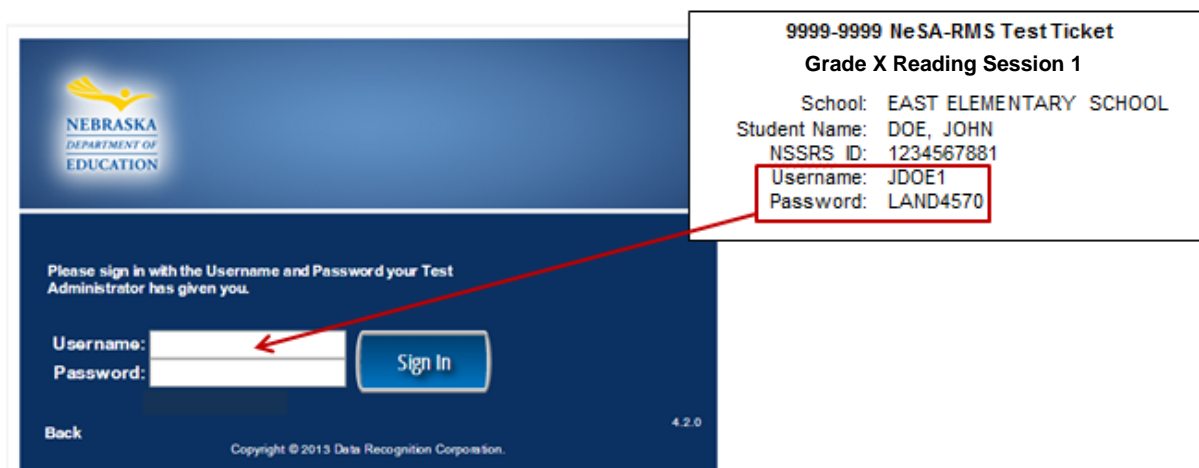 9999-9999 NeSA-RMS Test Ticket
Grade X Reading Session 1
School: EAST ELEMENTARY SCHOOL
Student Name: DOE, JOHN
NSSRS ID: 1234567881
Username: JDOE1
Password: LAND4570
NEBRASKA
DEPARTMENT OF
EDUCATION
Please sign in with the Username and Password your Test
Administrator has given you.
Username:
Password:
Sign In
Back
4.2.0
Copyright © 2013 Data Recognition Corporation.